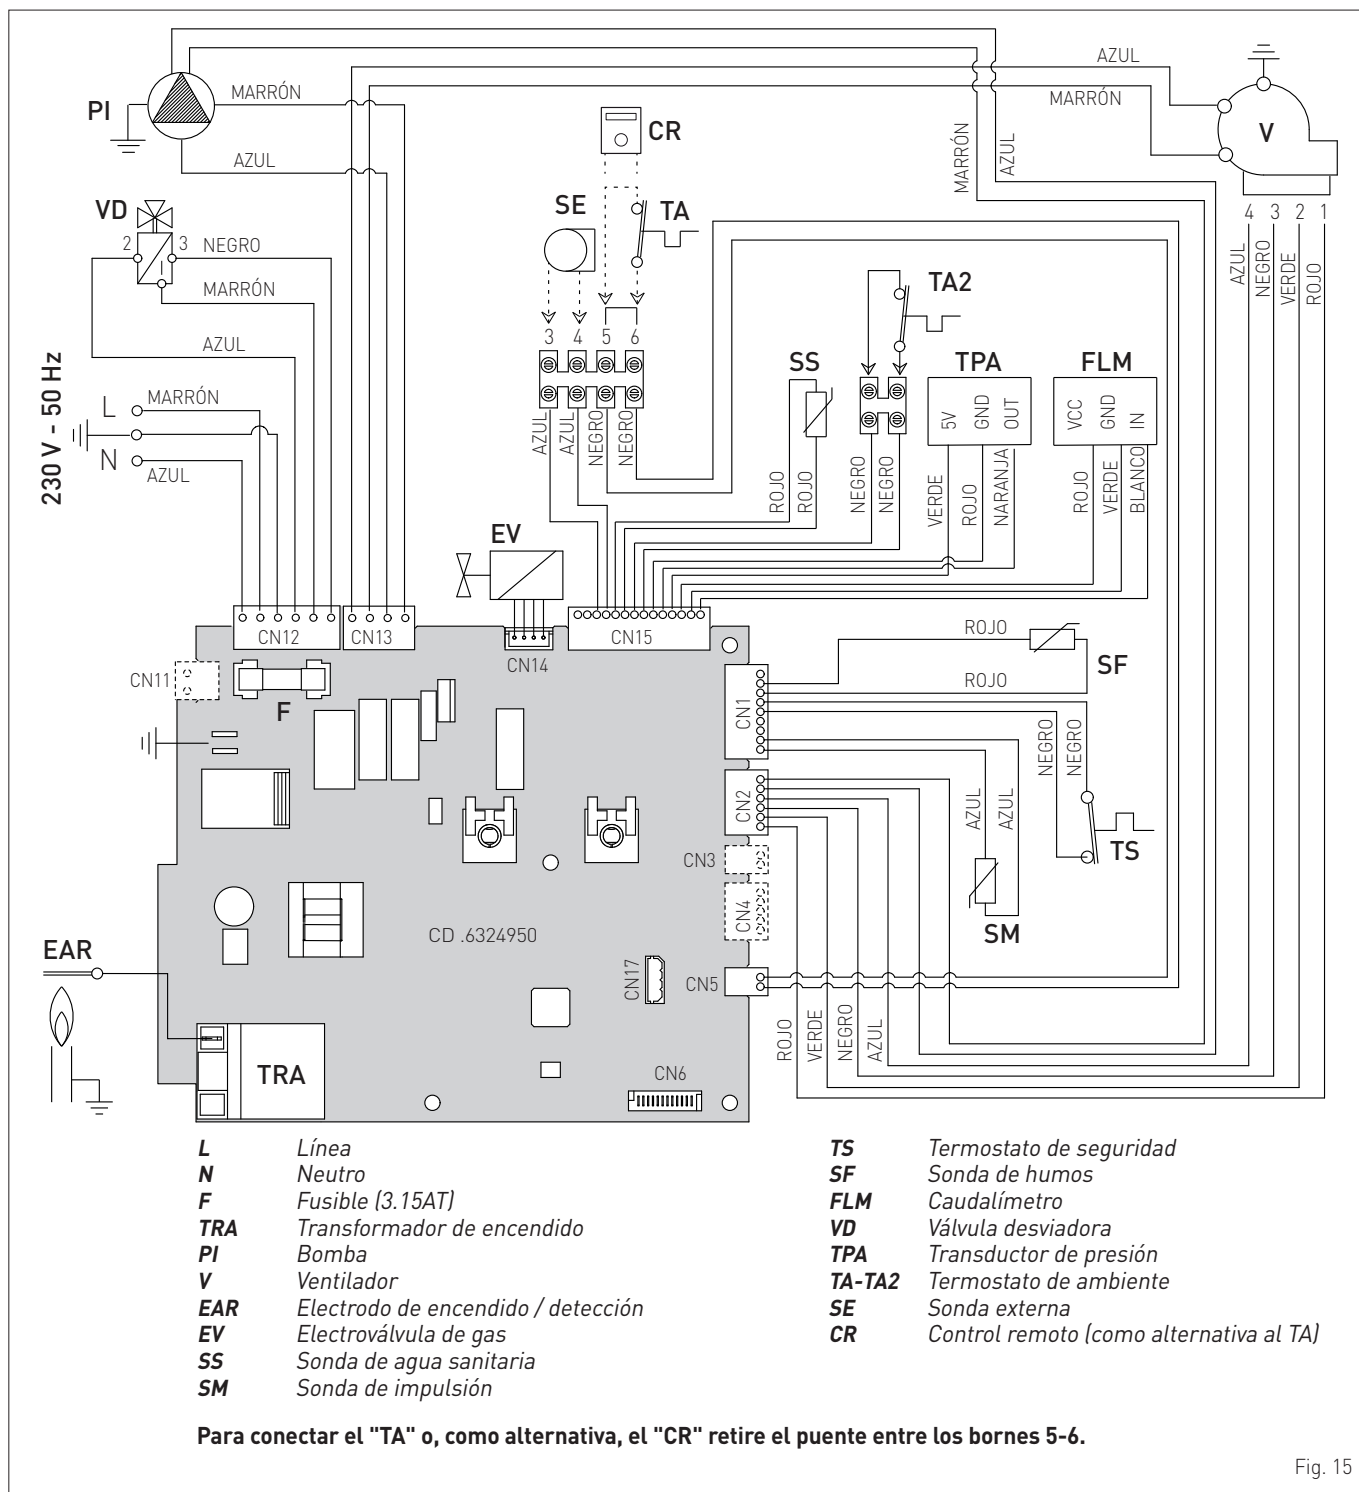 AZUL
MARRÓN
MARRÓN
PI
CR
V
AZUL
MARRÓN
AZUL
VD
SE
TA
4 3 2 1
2 3
NEGRO
AZUL
NEGRO
VERDE
ROJO
MARRÓN
TA2
AZUL
3 4 5 6
SS
TPA
FLM
230 V - 50 Hz
L
MARRÓN
N
AZUL
5V
GND
OUT
VCC
GND
IN
AZUL
AZUL
NEGRO
NEGRO
ROJO
ROJO
NEGRO
NEGRO
VERDE
ROJO
NARANJA
ROJO
VERDE
BLANCO
EV
CN12
CN13
CN14
CN15
ROJO
SF
ROJO
CN11
F
CN1
NEGRO
NEGRO
CN2
AZUL
AZUL
TS
CN3
CN4
SM
CD .6324950
EAR
CN17
CN5
ROJO
VERDE
NEGRO
AZUL
TRA
CN6
L Línea
N Neutro
F Fusible (3.15AT)
TRA Transformador de encendido
PI Bomba
V Ventilador
EAR Electrodo de encendido / detección
EV Electroválvula de gas
SS Sonda de agua sanitaria
SM Sonda de impulsión
TS Termostato de seguridad
SF Sonda de humos
FLM Caudalímetro
VD Válvula desviadora
TPA Transductor de presión
TA-TA2 Termostato de ambiente
SE Sonda externa
CR Control remoto (como alternativa al TA)
Para conectar el "TA" o, como alternativa, el "CR" retire el puente entre los bornes 5-6.
Fig. 15